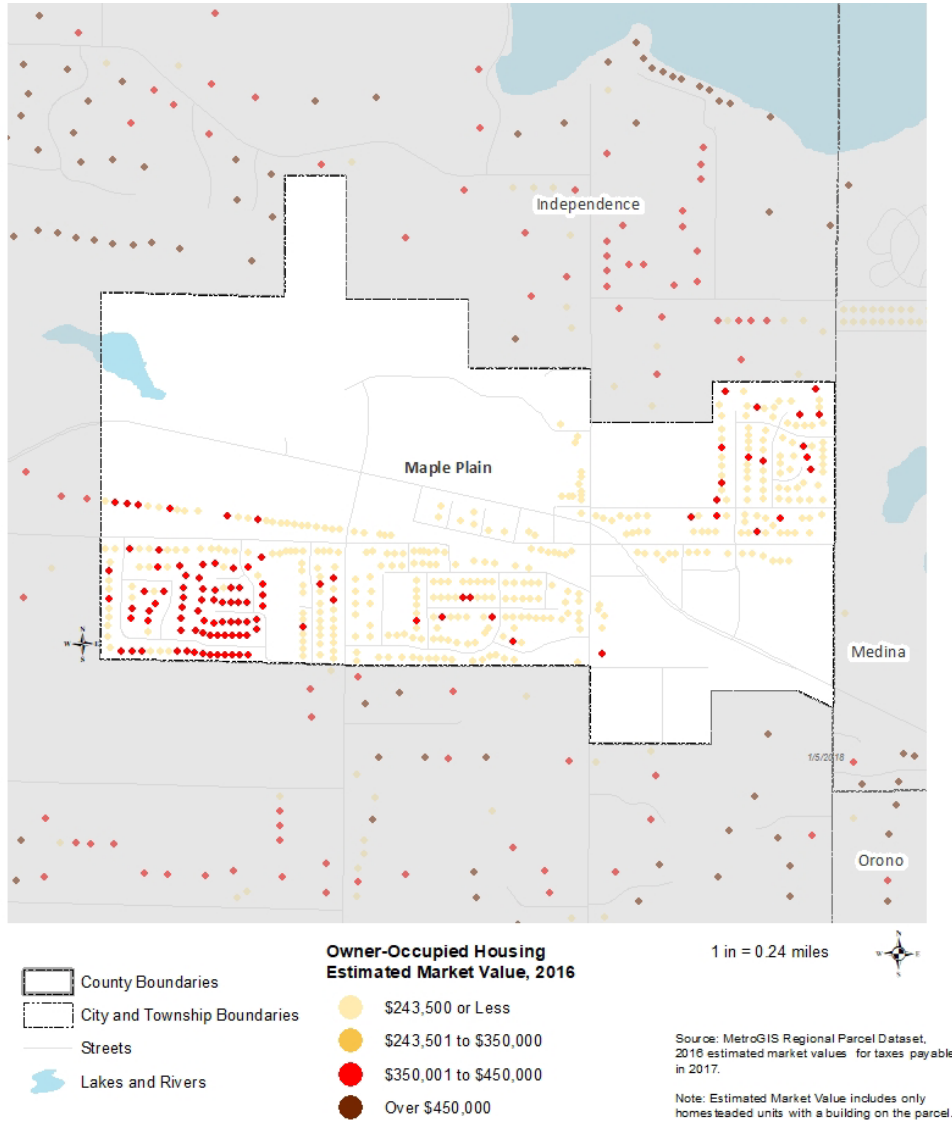 Independence
Maple Plain
N
W E
S
Medina
1/5/2018
Orono
Owner-Occupied Housing
Estimated Market Value, 2016
1 in = 0.24 miles
N
W E
S
County Boundaries
City and Township Boundaries
Streets
Lakes and Rivers
$243,500 or Less
$243,501 to $350,000
$350,001 to $450,000
Over $450,000
Source: MetroGIS Regional Parcel Dataset,
2016 estimated market values for taxes payable
in 2017.
Note: Estimated Market Value includes only
homesteaded units with a building on the parcel.